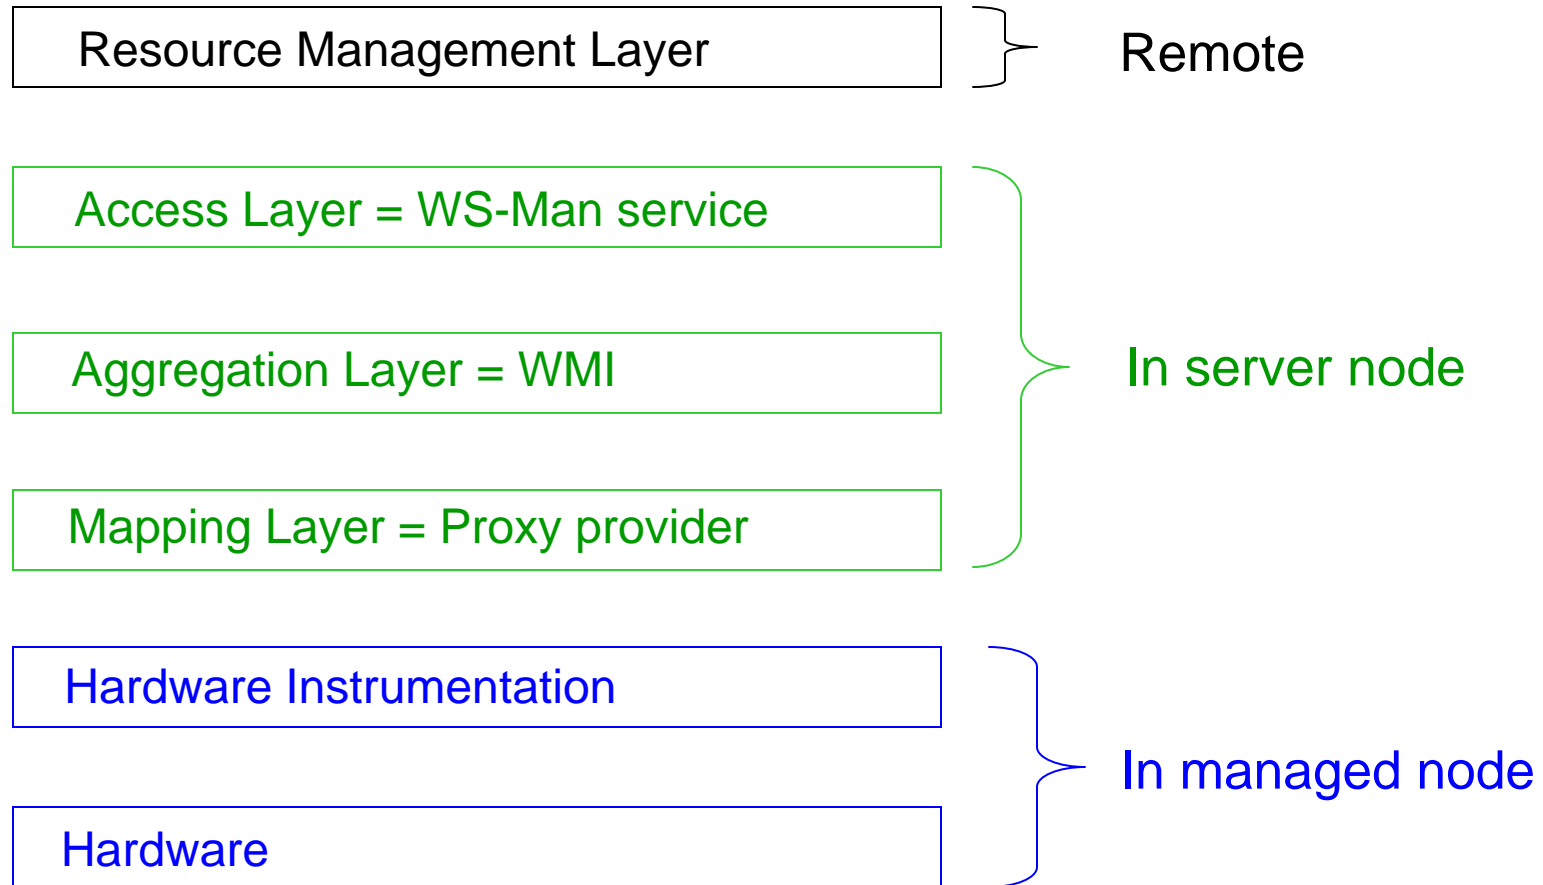 Resource Management Layer
Remote
Access Layer = WS-Man service
Aggregation Layer = WMI
In server node
Mapping Layer = Proxy provider
Hardware Instrumentation
In managed node
Hardware